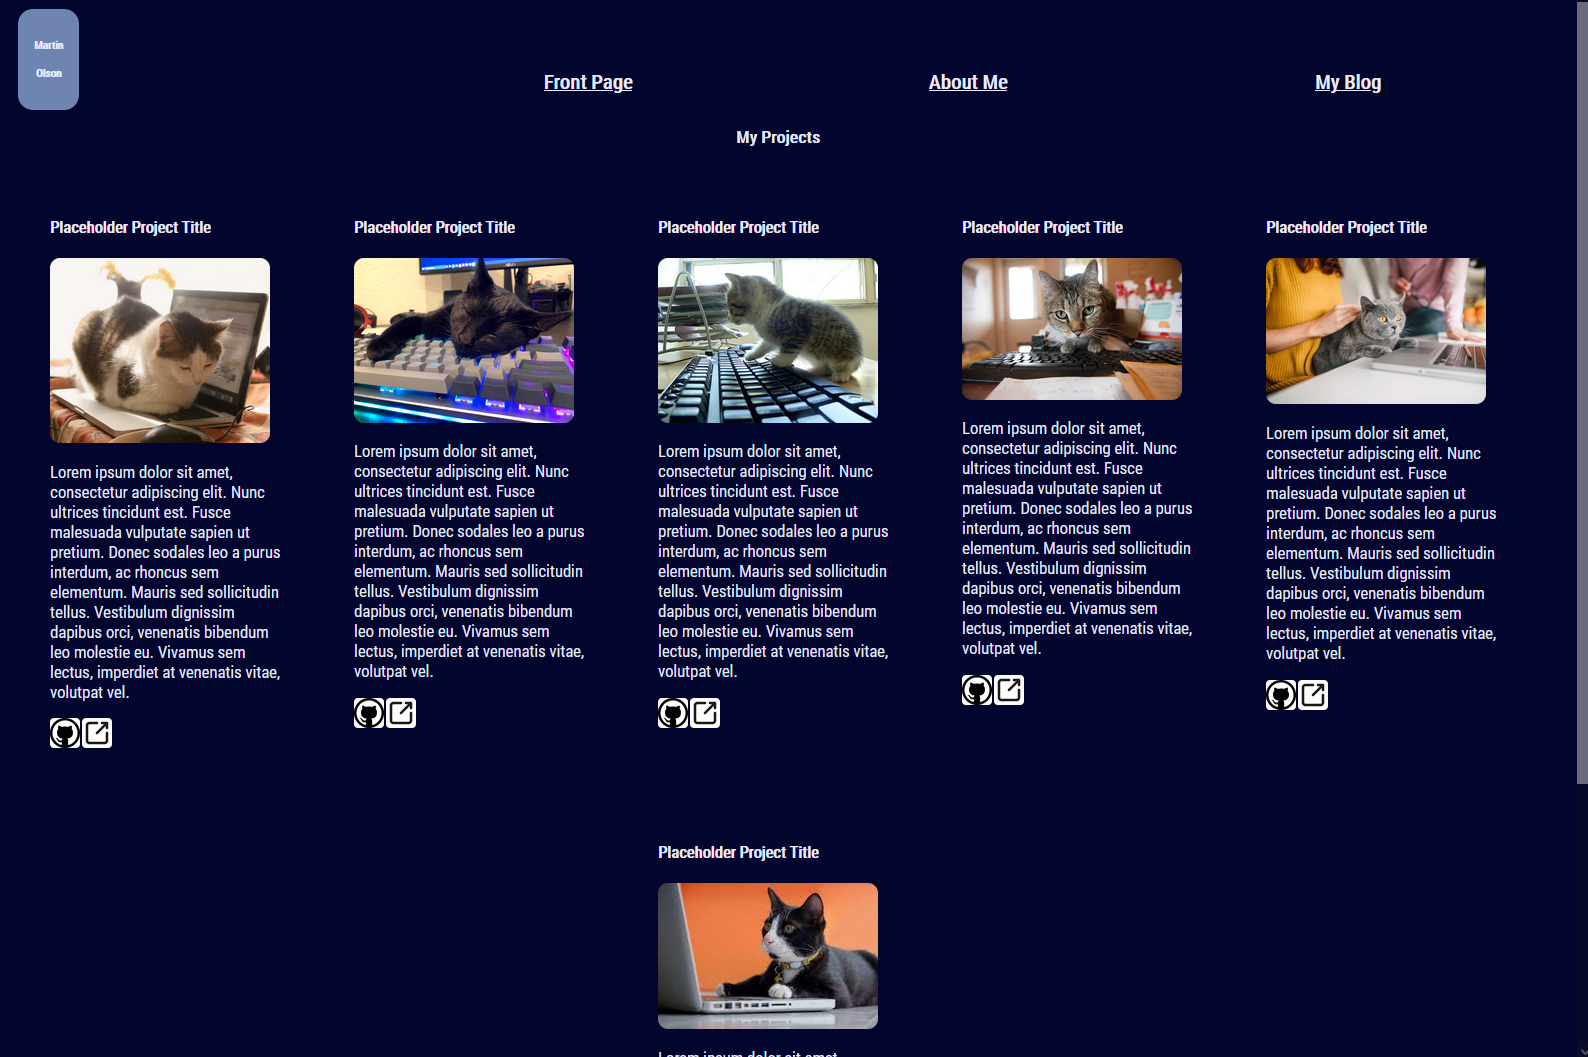 Martin
Olson
Front Page
About Me
My Blog
My Projects
Placeholder Project Title
Lorem ipsum dolor sit amet,
consectetur adipiscing elit. Nunc
ultrices tincidunt est. Fusce
malesuada vulputate sapien ut
pretium. Donec sodales leo a purus
interdum, ac rhoncus sem
elementum. Mauris sed sollicitudin
tellus. Vestibulum dignissim
dapibus orci, venenatis bibendum
leo molestie eu. Vivamus sem
lectus, imperdiet at venenatis vitae,
volutpat vel.
Placeholder Project Title
Lorem ipsum dolor sit amet,
consectetur adipiscing elit. Nunc
ultrices tincidunt est. Fusce
malesuada vulputate sapien ut
pretium. Donec sodales leo a purus
interdum, ac rhoncus sem
elementum. Mauris sed sollicitudin
tellus. Vestibulum dignissim
dapibus orci, venenatis bibendum
leo molestie eu. Vivamus sem
lectus, imperdiet at venenatis vitae,
volutpat vel.
Placeholder Project Title
Lorem ipsum dolor sit amet,
consectetur adipiscing elit. Nunc
ultrices tincidunt est. Fusce
malesuada vulputate sapien ut
pretium. Donec sodales leo a purus
interdum, ac rhoncus sem
elementum. Mauris sed sollicitudin
tellus. Vestibulum dignissim
dapibus orci, venenatis bibendum
leo molestie eu. Vivamus sem
lectus, imperdiet at venenatis vitae,
volutpat vel.
Placeholder Project Title
Lorem ipsum dolor sit amet,
consectetur adipiscing elit. Nunc
ultrices tincidunt est. Fusce
malesuada vulputate sapien ut
pretium. Donec sodales leo a purus
interdum, ac rhoncus sem
elementum. Mauris sed sollicitudin
tellus. Vestibulum dignissim
dapibus orci, venenatis bibendum
leo molestie eu. Vivamus sem
lectus, imperdiet at venenatis vitae,
volutpat vel.
Placeholder Project Title
Lorem ipsum dolor sit amet,
consectetur adipiscing elit. Nunc
ultrices tincidunt est. Fusce
malesuada vulputate sapien ut
pretium. Donec sodales leo a purus
interdum, ac rhoncus sem
elementum. Mauris sed sollicitudin
tellus. Vestibulum dignissim
dapibus orci, venenatis bibendum
leo molestie eu. Vivamus sem
lectus, imperdiet at venenatis vitae,
volutpat vel.
Placeholder Project Title
Lorem ipsum dolor sit amet,